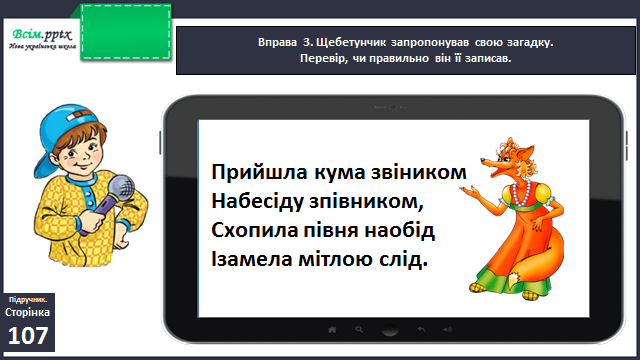 Всім.pptx
Нова українська школа
Вправа 3. Щебетунчик запропонував свою загадку.
Перевір, чи правильно він її записав.
Прийшла кума звіником
Набесіду зпівником,
Схопила півня наобід
Ізамела мітлою слід.
Підручник.
Сторінка
107